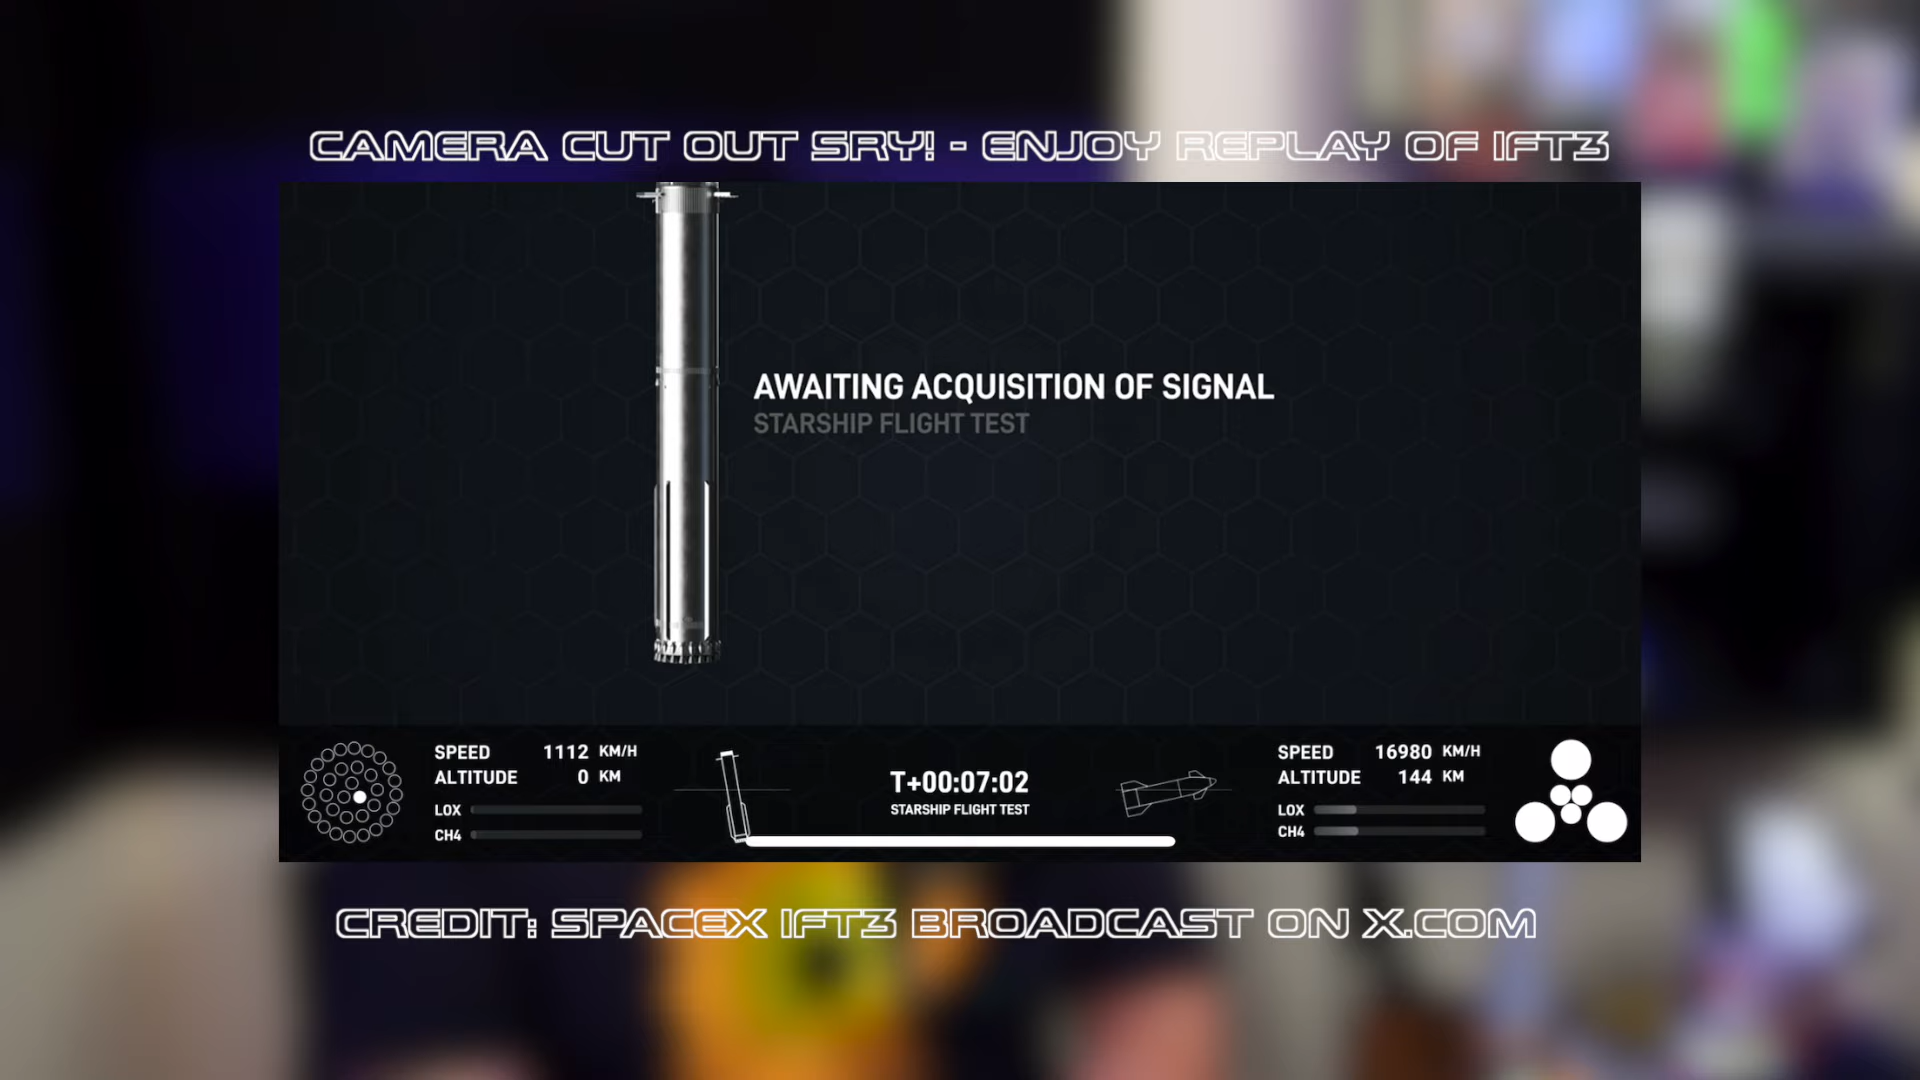 CAMERA CUT OUT SRY! - ENJOY REPLAY OF IFT3
AWAITING ACQUISITION OF SIGNAL
STARSHIP FLIGHT TEST
SPEED 1112 KM/H
ALTITUDE 0 KM
LOX
CH4
T+00:07:02
STARSHIP FLIGHT TEST
SPEED 16980 KM/H
ALTITUDE 144 KM
LOX
CH4
CREDIT: SPACEX IFT3 BROADCAST ON X.COM